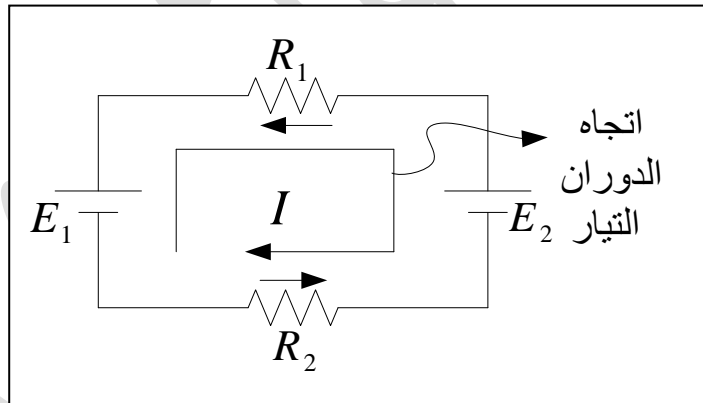 R₁
اتجاه
الدوران
التيار
E₁
I
E₂
R₂